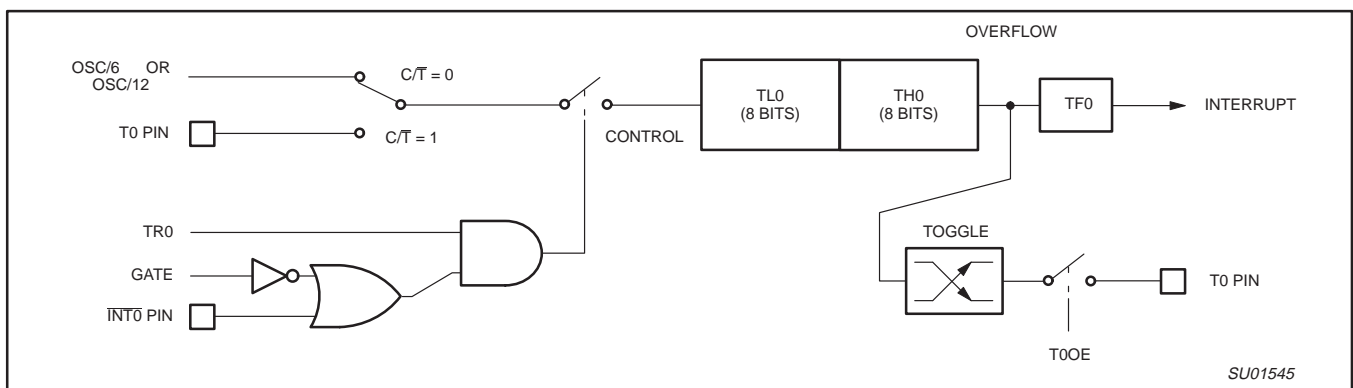 OVERFLOW
OSC/6 OR
OSC/12
C/T̅ = 0
TL0
(8 BITS)
TH0
(8 BITS)
TF0
INTERRUPT
T0 PIN
C/T̅ = 1
CONTROL
TR0
TOGGLE
GATE
T0 PIN
I̅N̅T̅0̅ PIN
T0OE
SU01545